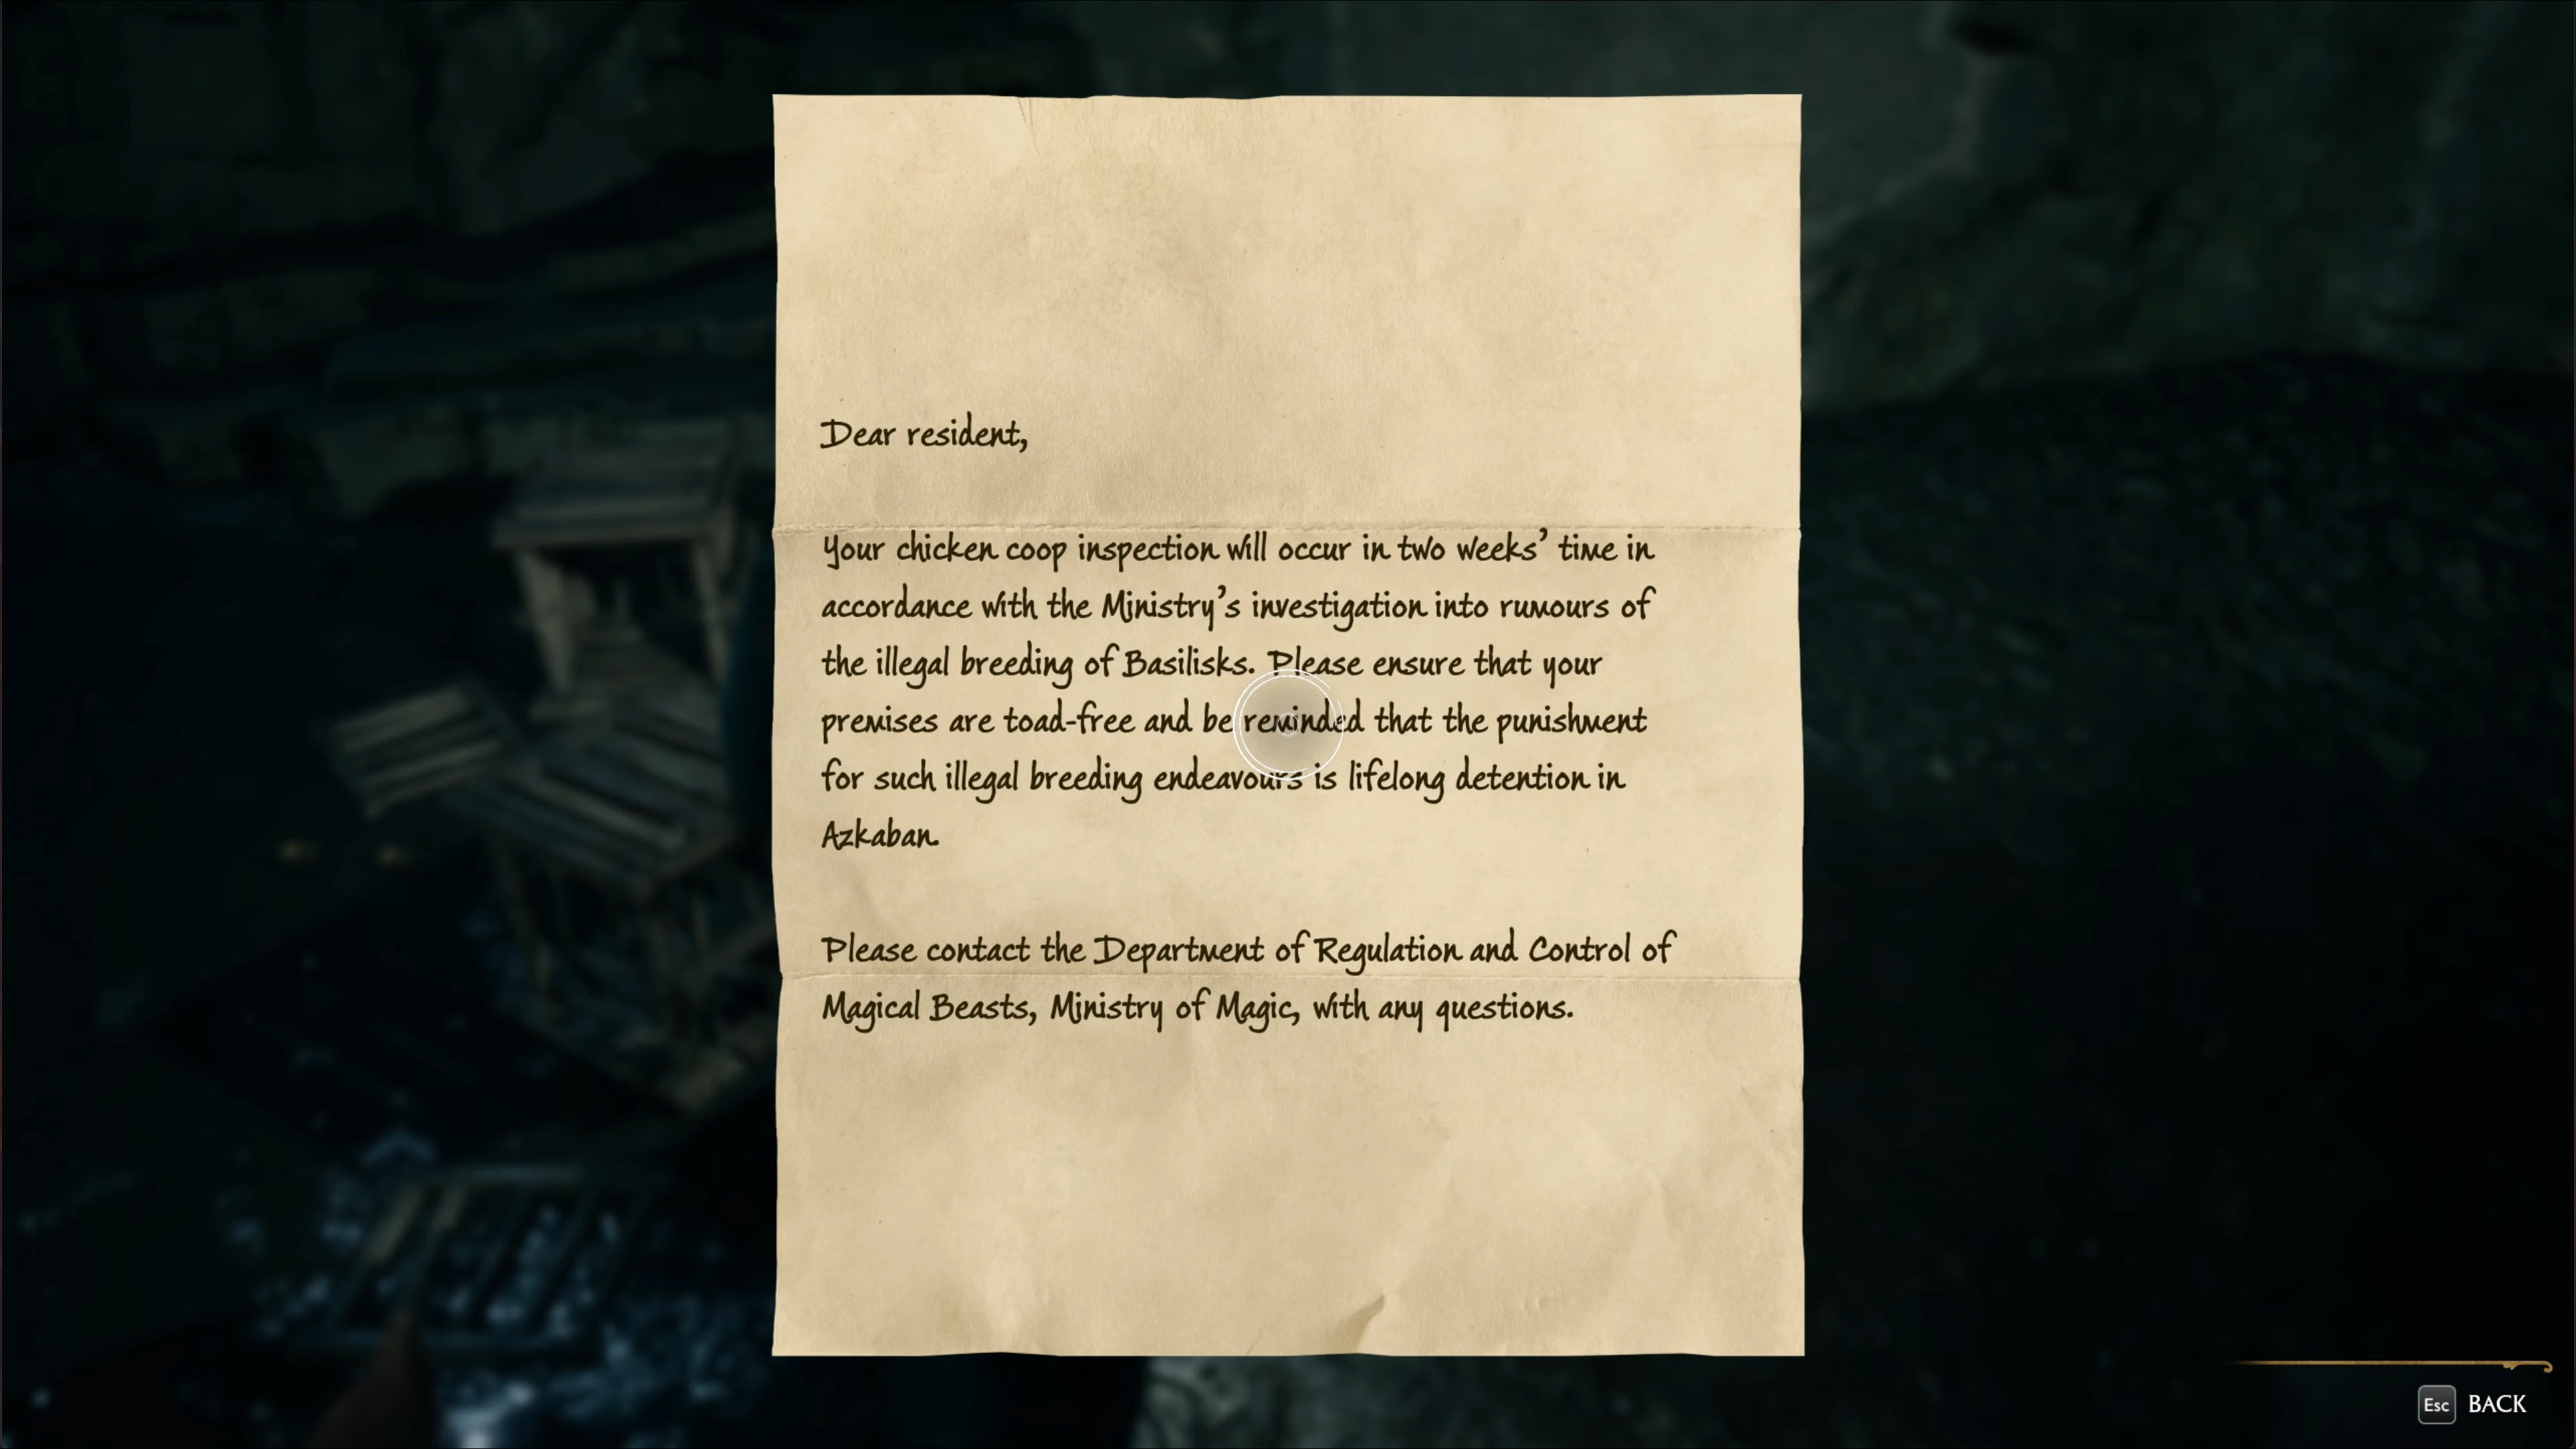 Dear resident,
Your chicken coop inspection will occur in two weeks’ time in
accordance with the Ministry’s investigation into rumours of
the illegal breeding of Basilisks. Please ensure that your
premises are toad-free and be reminded that the punishment
for such illegal breeding endeavours is lifelong detention in
Azkaban.
Please contact the Department of Regulation and Control of
Magical Beasts, Ministry of Magic, with any questions.
Esc BACK